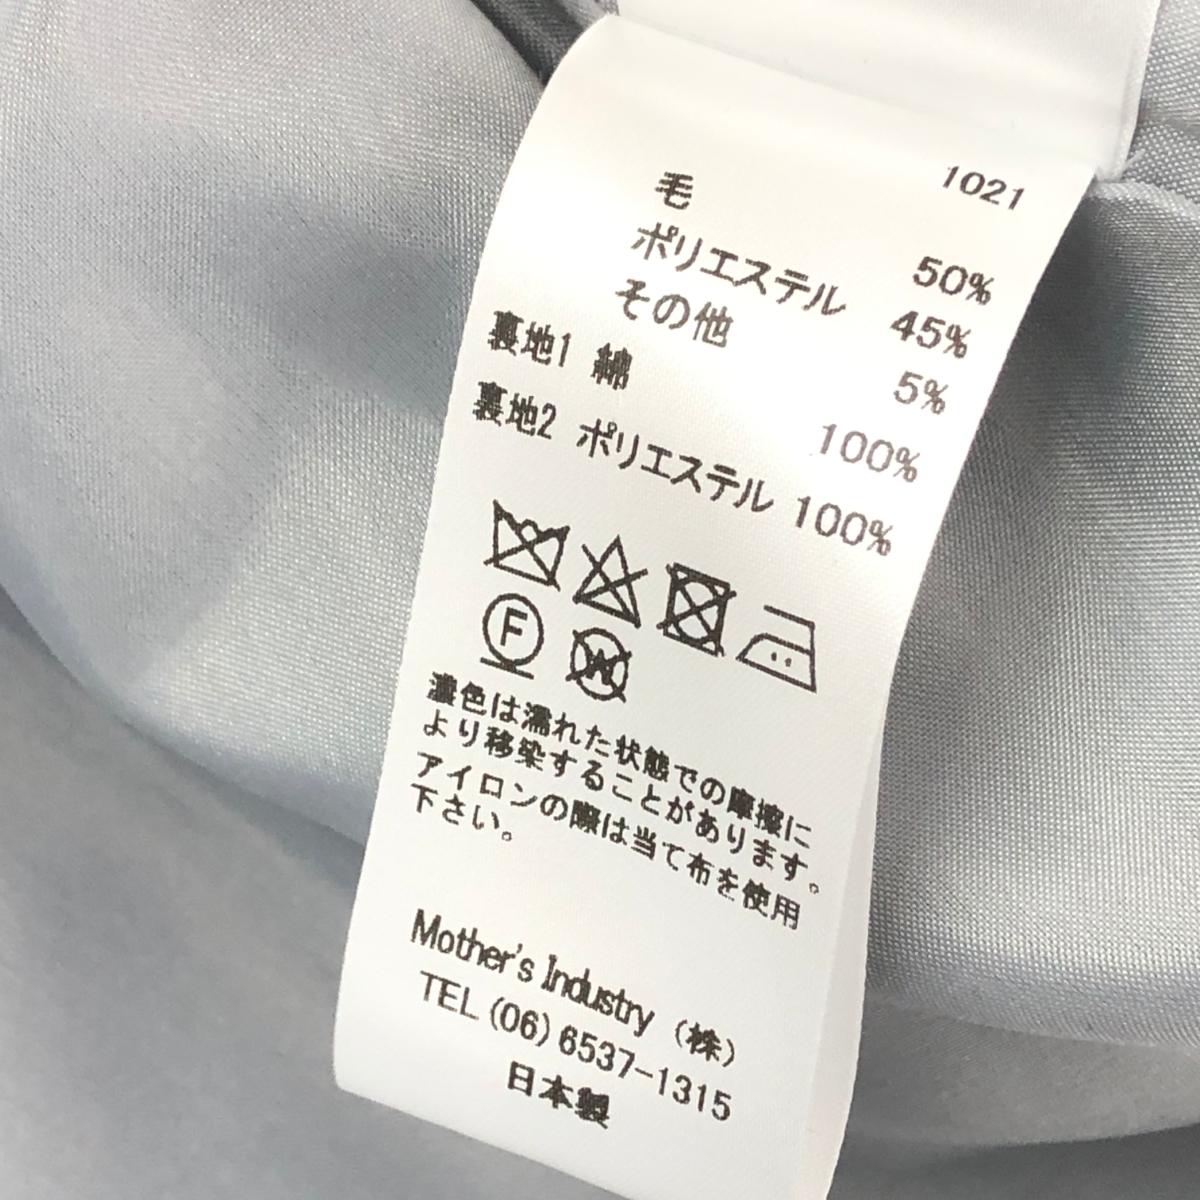 1021
毛 50%
ポリエステル 45%
その他 5%
裏地1 綿 100%
裏地2 ポリエステル 100%
F W
濃色は濡れた状態での摩擦に
より移染することがあります。
アイロンの際は当て布を使用
下さい。
Mother's Industry (株)
TEL (06) 6537-1315
日本製